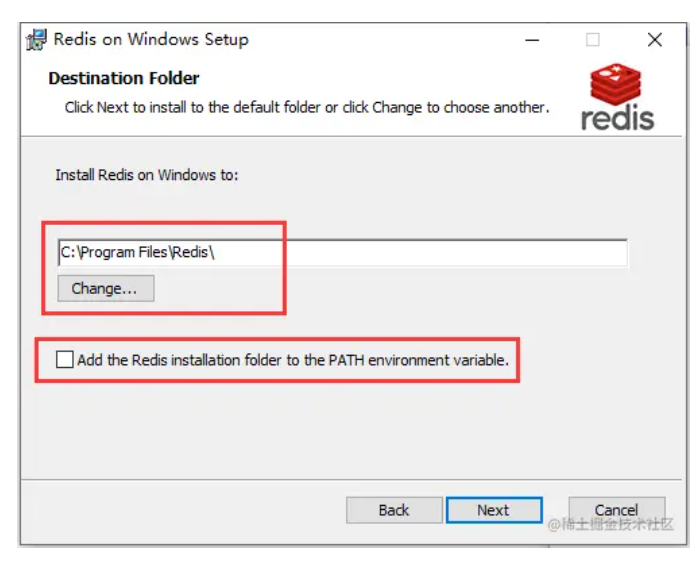 Redis on Windows Setup
Destination Folder
Click Next to install to the default folder or click Change to choose another.
redis
Install Redis on Windows to:
C:\Program Files\Redis\
Change...
Add the Redis installation folder to the PATH environment variable.
Back
Next
Cancel
@稀土掘金技术社区